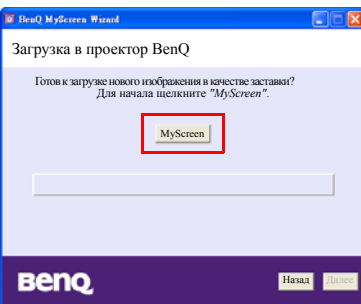 BenQ MyScreen Wizard
Загрузка в проектор BenQ
Готов к загрузке нового изображения в качестве заставки?
Для начала щелкните "MyScreen".
MyScreen
BenQ
Назад Далее